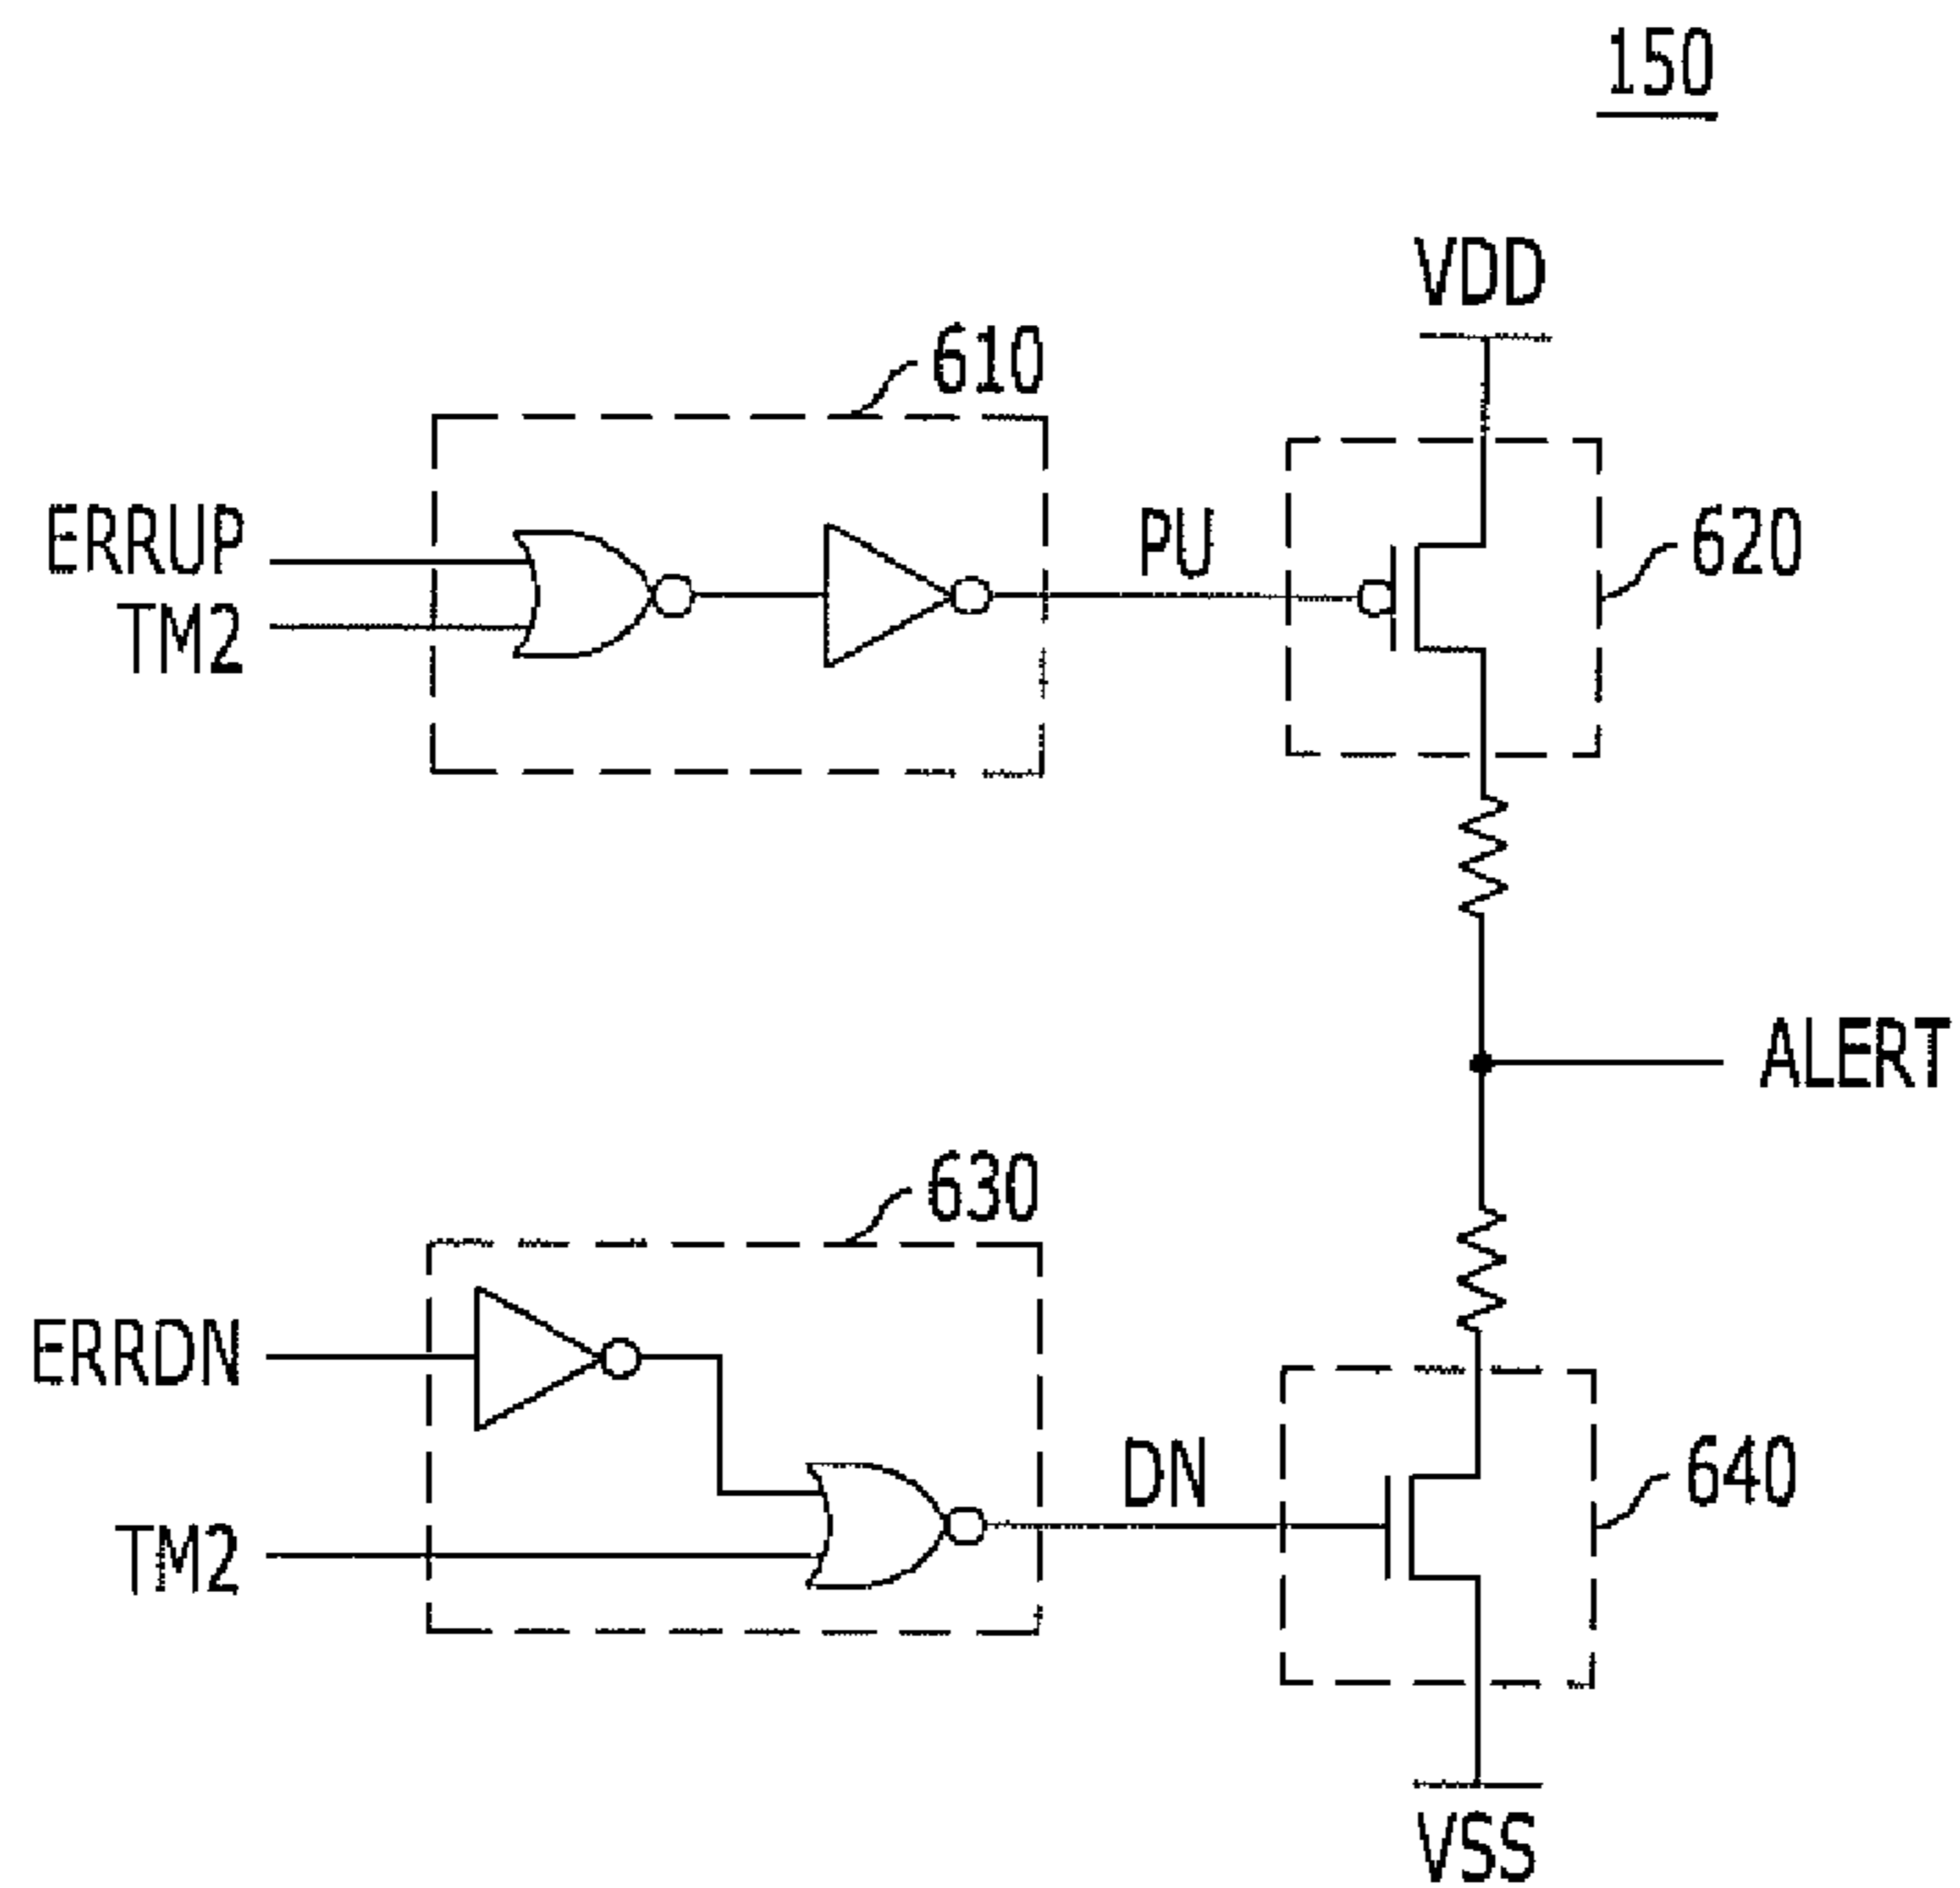 150
VDD
610
ERRUP
PU
620
TM2
ALERT
630
ERRDN
DN
640
TM2
VSS